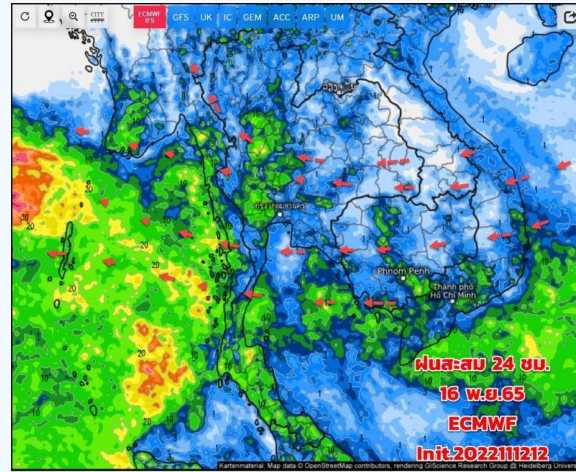 CITY
ECMWF
IFS
GFS UK IC GEM ACC ARP UM
กรุงเทพมหานคร
Phnom Penh
Thành phố
Hồ Chí Minh
ฝนสะสม 24 ชม.
16 พ.ย.65
ECMWF
Init.2022111212
Kartenmaterial Map data © OpenStreetMap contributors, rendering GIScience Research Group @ Heidelberg Univ